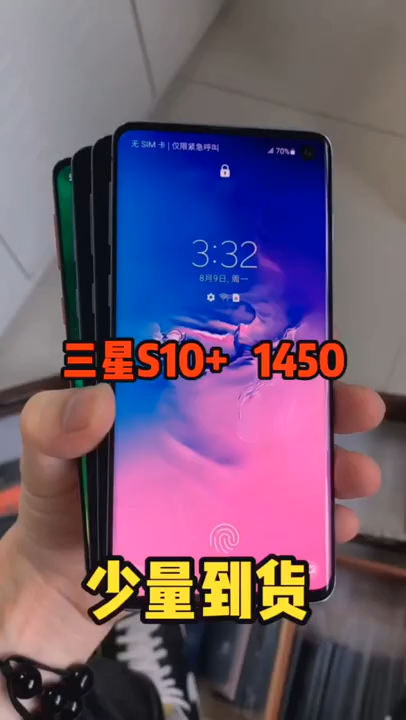 无 SIM 卡 | 仅限紧急呼叫
70%
3:32
8月9日, 周一
三星S10+ 1450
少量到货